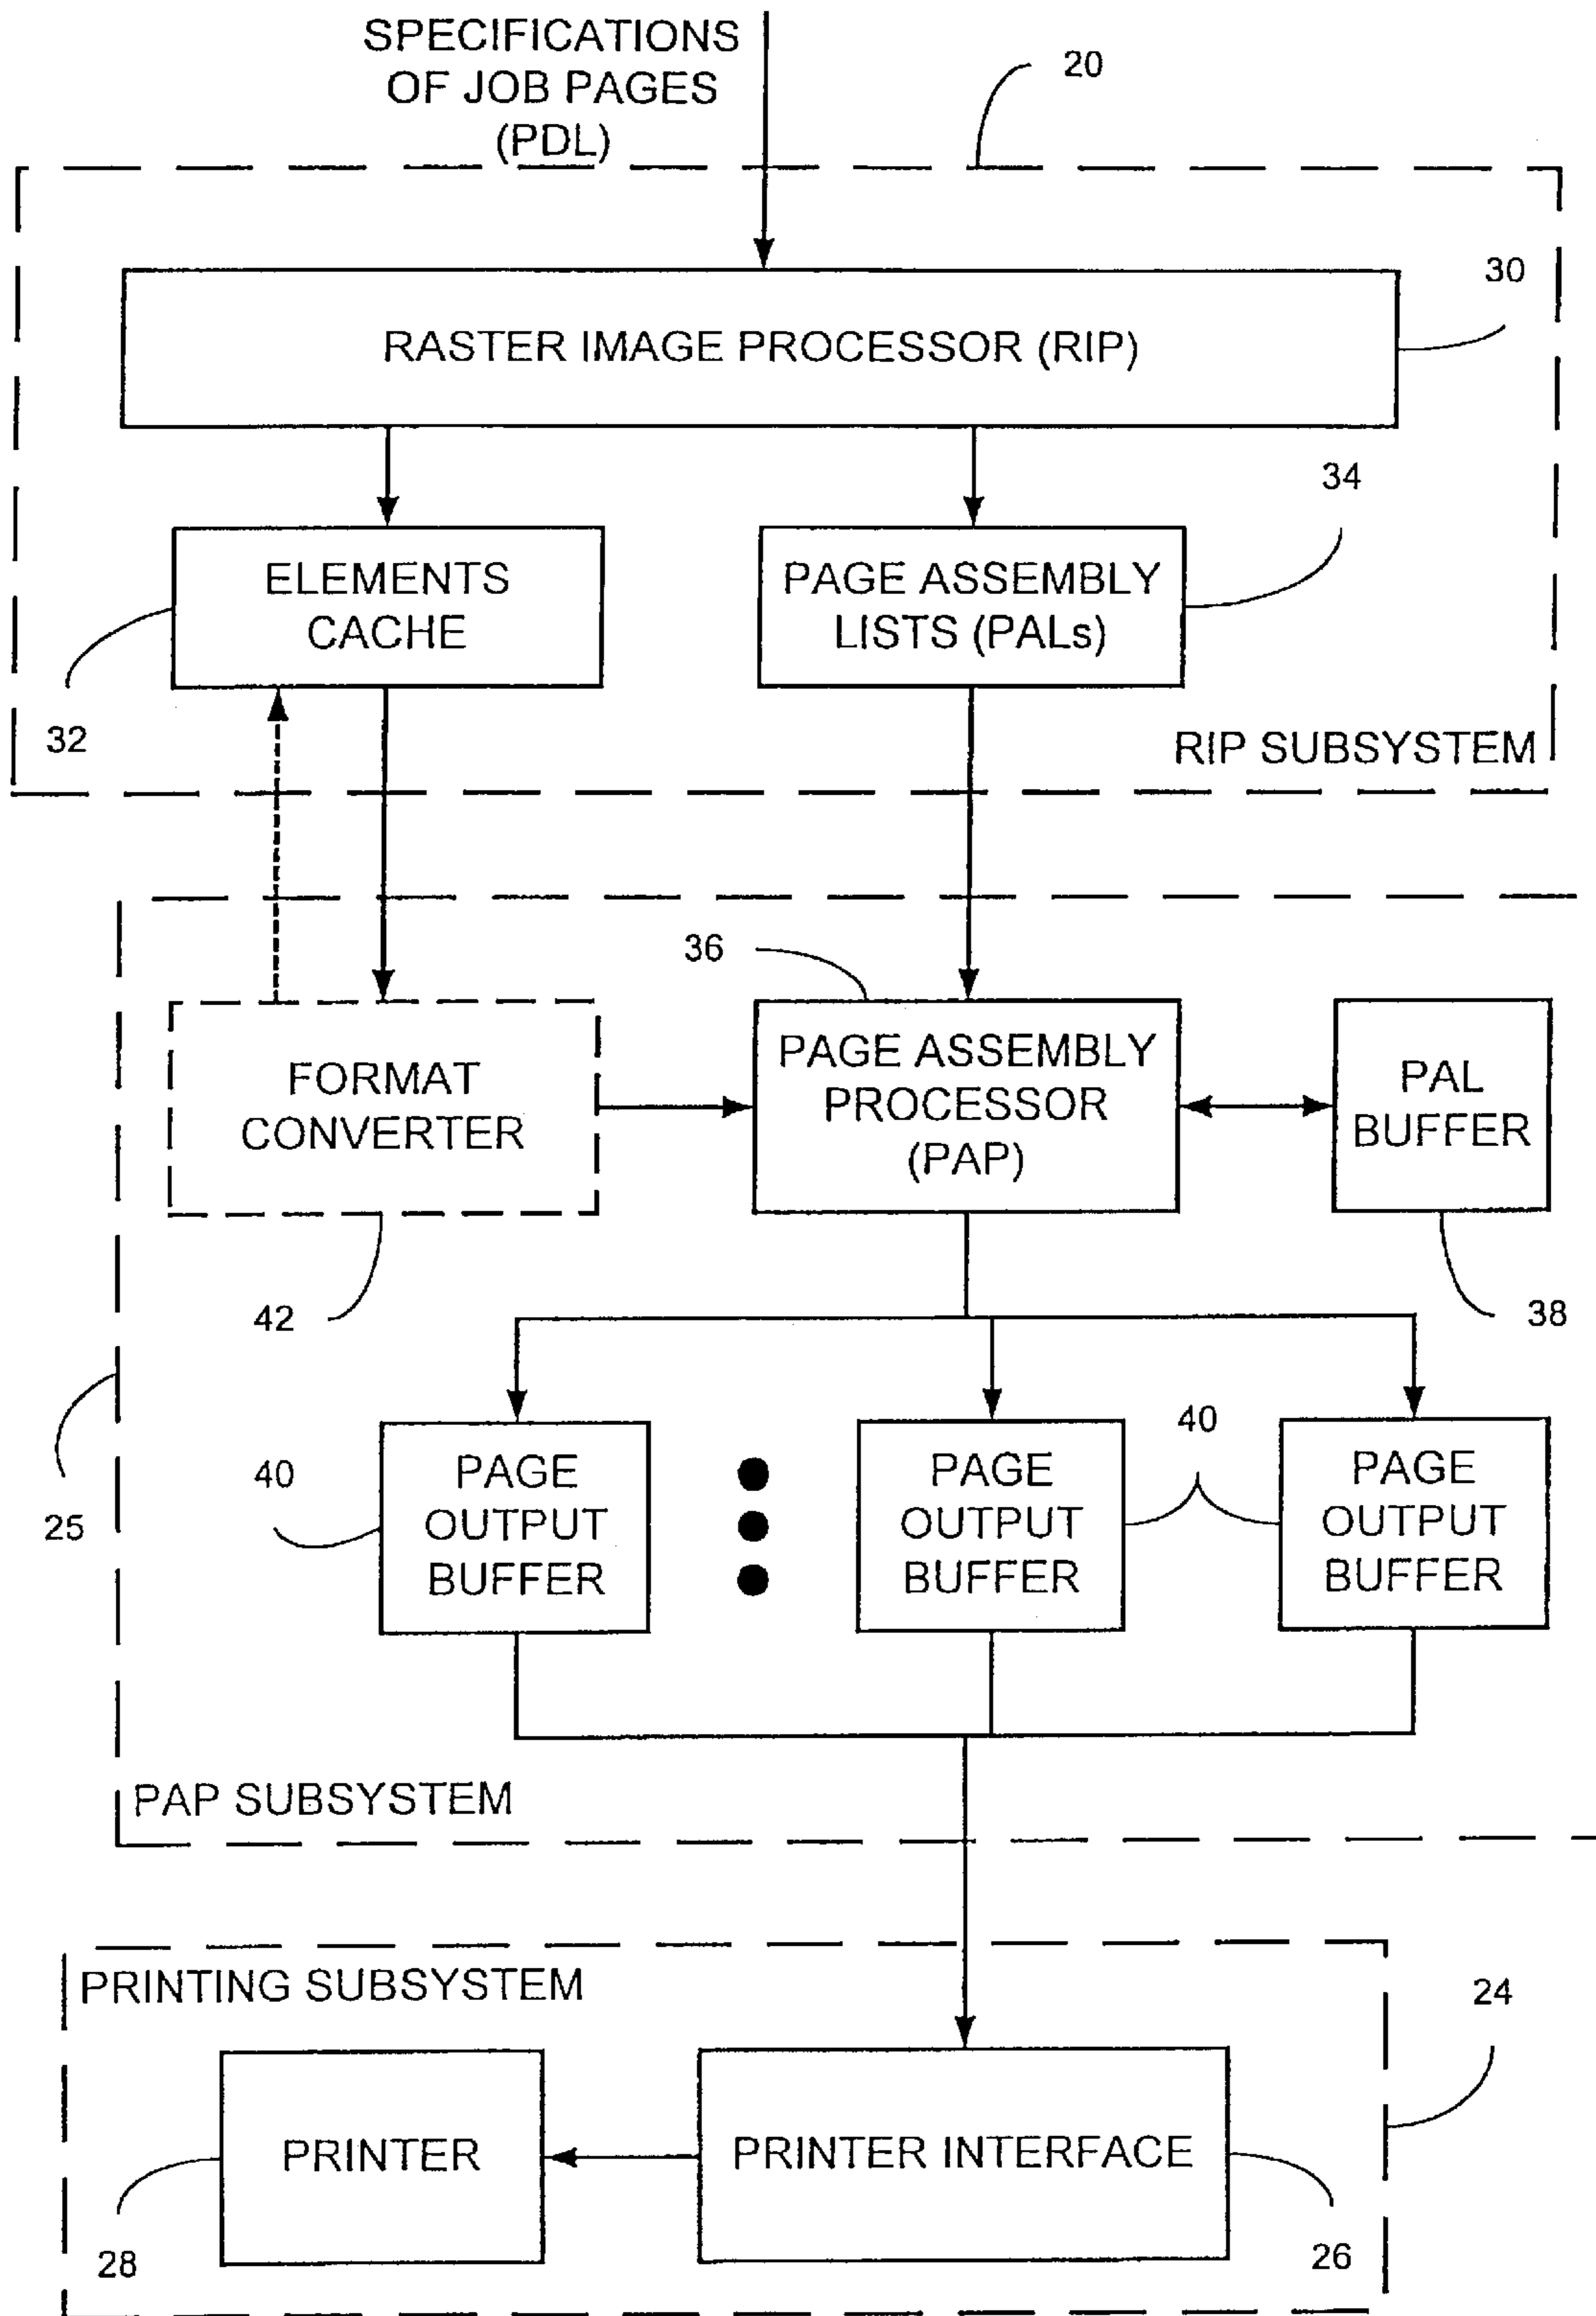 SPECIFICATIONS
OF JOB PAGES
(PDL)
20
30
RASTER IMAGE PROCESSOR (RIP)
34
ELEMENTS
CACHE
PAGE ASSEMBLY
LISTS (PALs)
32
RIP SUBSYSTEM
36
FORMAT
CONVERTER
PAGE ASSEMBLY
PROCESSOR
(PAP)
PAL
BUFFER
42
38
25
40
PAGE
OUTPUT
BUFFER
PAGE
OUTPUT
BUFFER
40
PAGE
OUTPUT
BUFFER
PAP SUBSYSTEM
PRINTING SUBSYSTEM
24
PRINTER
PRINTER INTERFACE
28
26